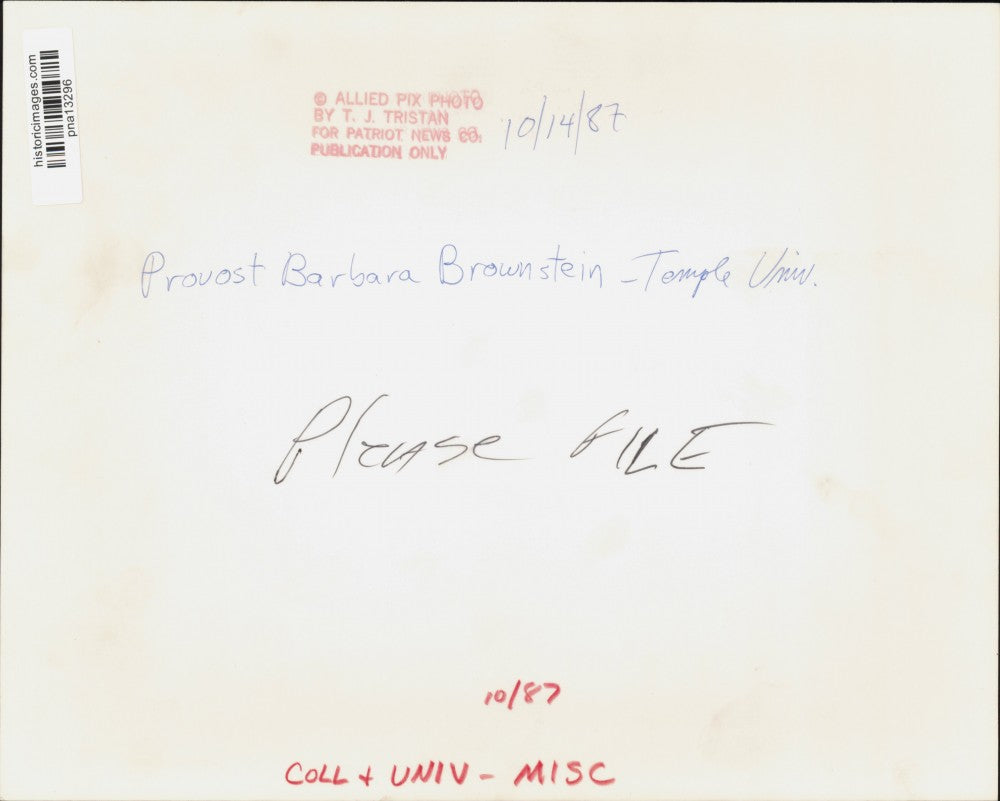 historicimages.com
pna13296
© ALLIED PIX PHOTO
BY T. J. TRISTAN
FOR PATRIOT NEWS CO.
PUBLICATION ONLY
10/14/87
Provost Barbara Brownstein - Temple Univ.
Please FILE
10/87
COLL + UNIV - MISC